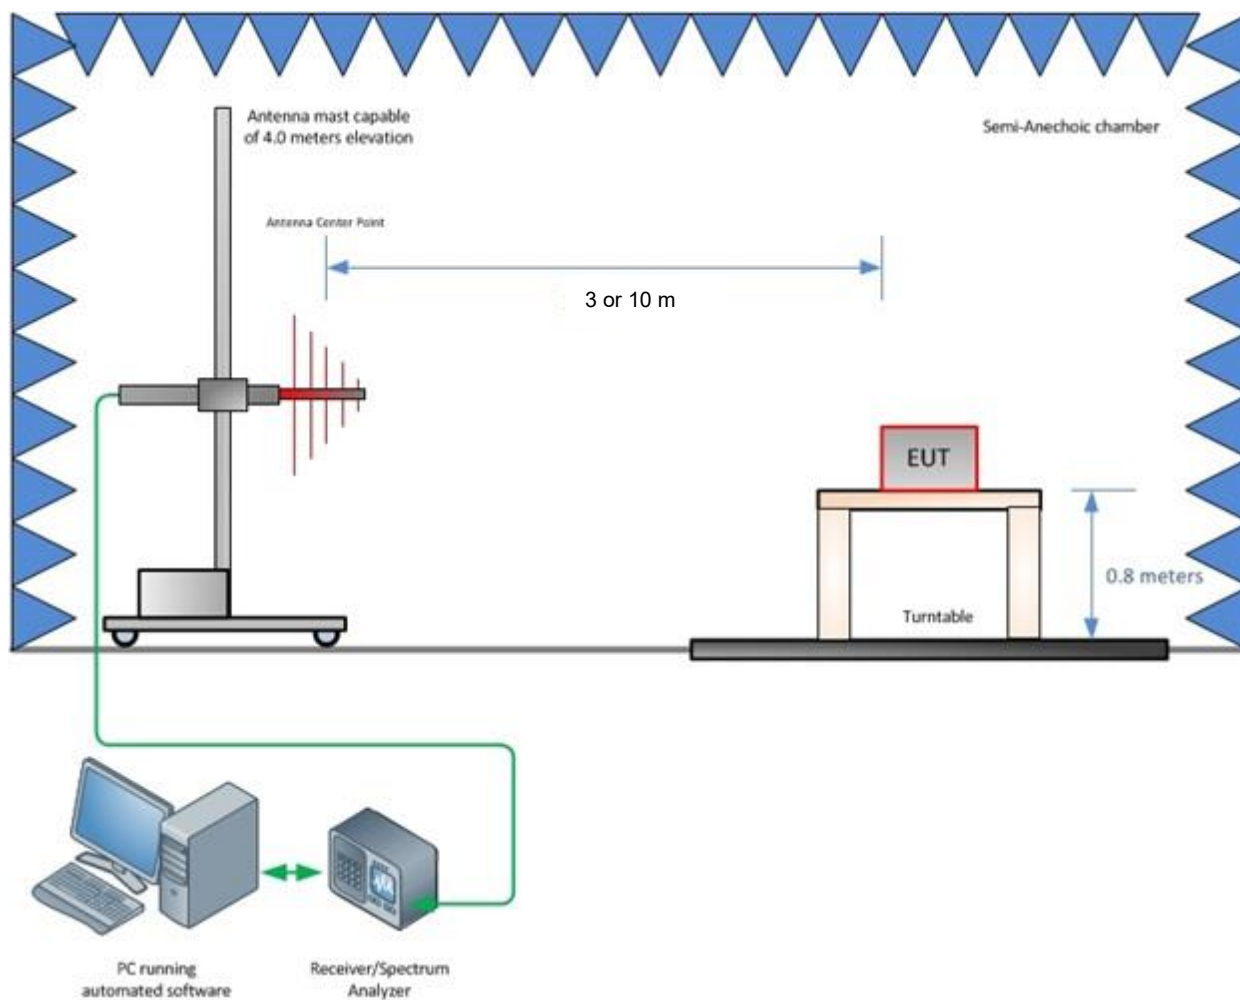 Antenna mast capable
of 4.0 meters elevation
Semi-Anechoic chamber
Antenna Center Point
3 or 10 m
EUT
0.8 meters
Turntable
PC running
automated software
Receiver/Spectrum
Analyzer